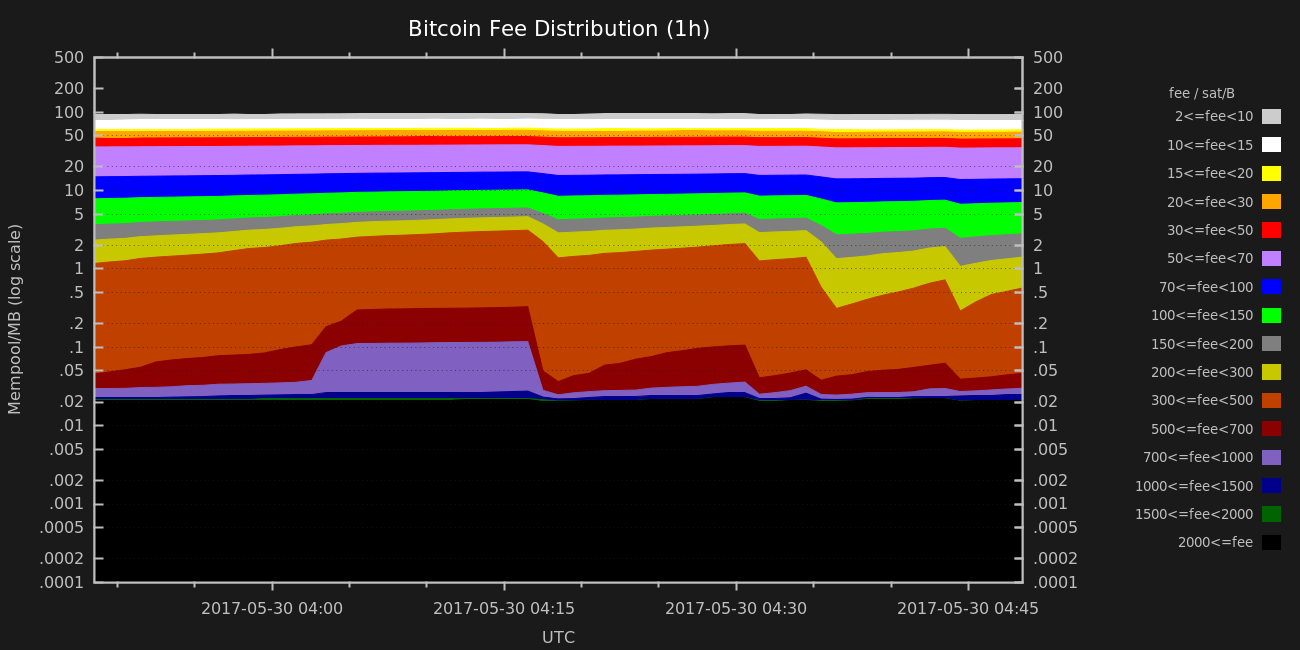 Bitcoin Fee Distribution (1h)
500
200
100
50
20
10
5
2
1
.5
.2
.1
.05
.02
.01
.005
.002
.001
.0005
.0002
.0001
Mempool/MB (log scale)
500
200
100
50
20
10
5
2
1
.5
.2
.1
.05
.02
.01
.005
.002
.001
.0005
.0002
.0001
2017-05-30 04:00
2017-05-30 04:15
2017-05-30 04:30
2017-05-30 04:45
UTC
fee / sat/B
2<=fee<10
10<=fee<15
15<=fee<20
20<=fee<30
30<=fee<50
50<=fee<70
70<=fee<100
100<=fee<150
150<=fee<200
200<=fee<300
300<=fee<500
500<=fee<700
700<=fee<1000
1000<=fee<1500
1500<=fee<2000
2000<=fee